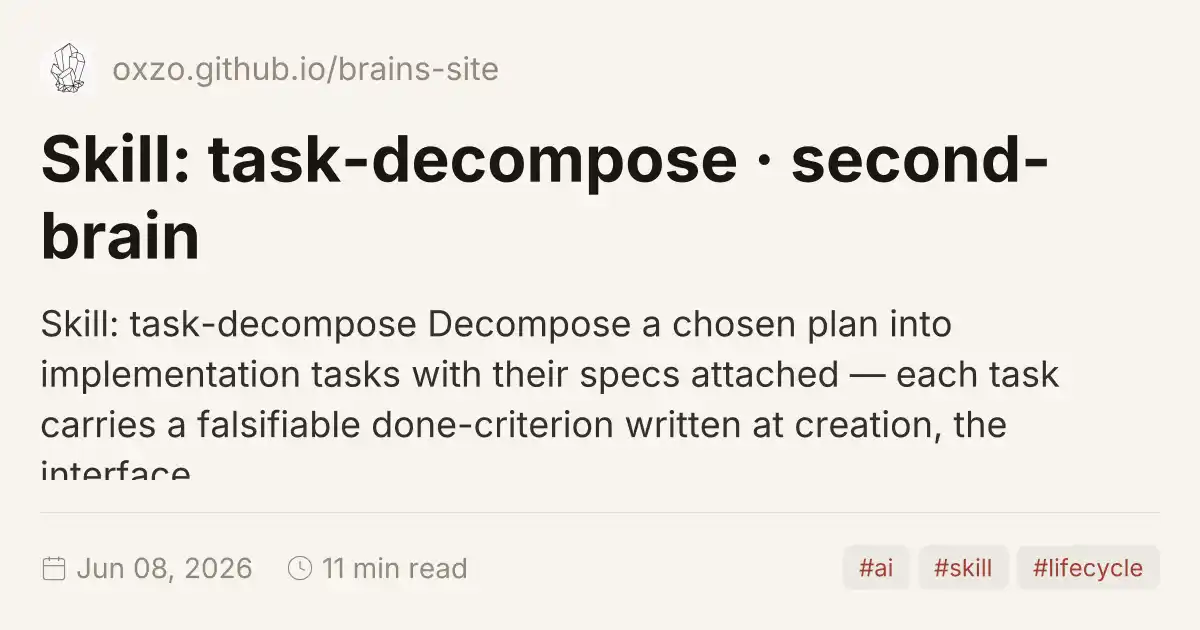 oxzo.github.io/brains-site
Skill: task-decompose · second-
brain
Skill: task-decompose Decompose a chosen plan into
implementation tasks with their specs attached — each task
carries a falsifiable done-criterion written at creation, the
interface
Jun 08, 2026
11 min read
#ai
#skill
#lifecycle